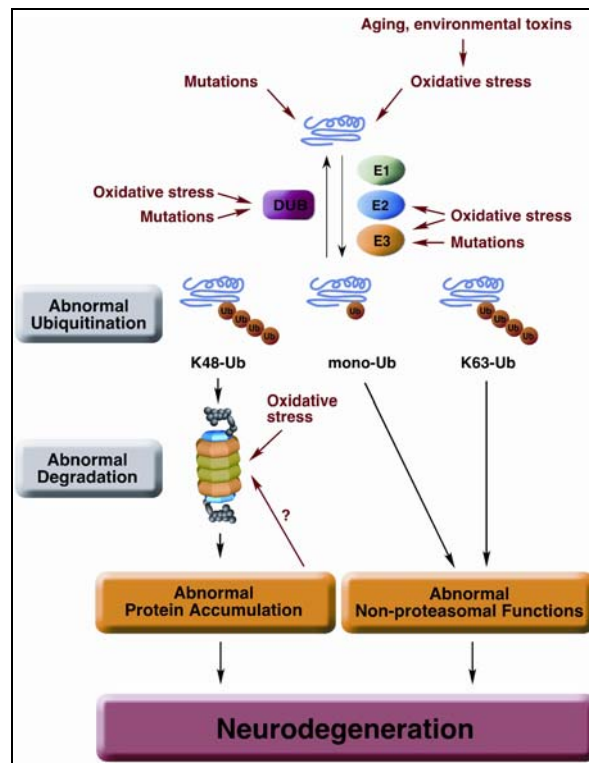 Aging, environmental toxins
Mutations
Oxidative stress
E1
Oxidative stress
DUB
E2
Oxidative stress
Mutations
E3
Mutations
Abnormal
Ubiquitination
Ub
Ub
Ub
Ub
Ub
Ub
Ub
Ub
Ub
K48-Ub
mono-Ub
K63-Ub
Oxidative
stress
Abnormal
Degradation
?
Abnormal
Protein Accumulation
Abnormal
Non-proteasomal Functions
Neurodegeneration